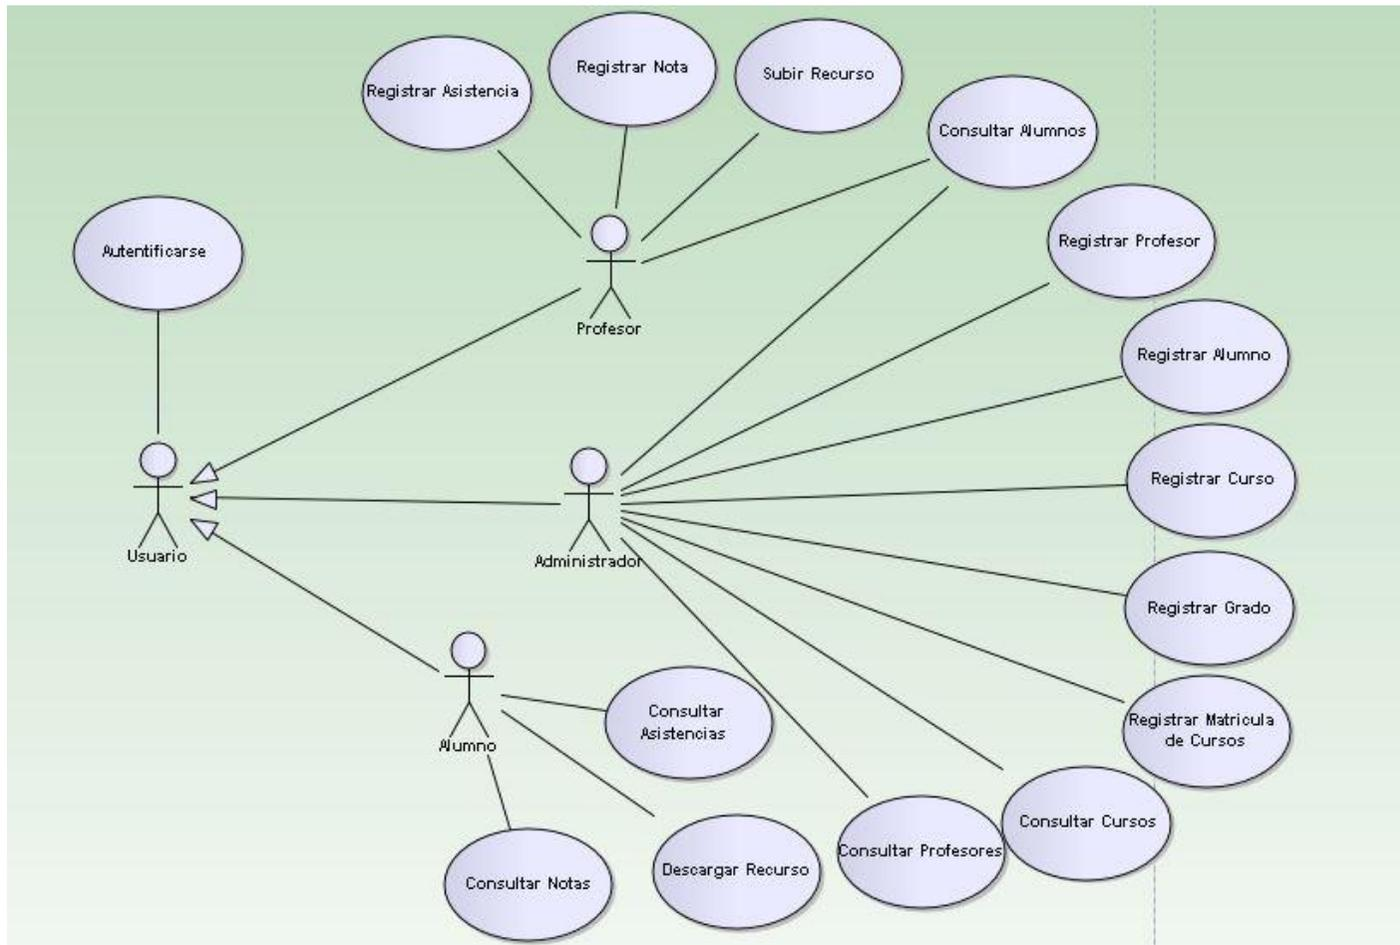 Registrar Asistencia
Registrar Nota
Subir Recurso
Consultar Alumnos
Registrar Profesor
Autentificarse
Profesor
Registrar Alumno
Registrar Curso
Usuario
Administrador
Registrar Grado
Consultar
Asistencias
Registrar Matricula
de Cursos
Alumno
Consultar Cursos
Consultar Profesores
Descargar Recurso
Consultar Notas